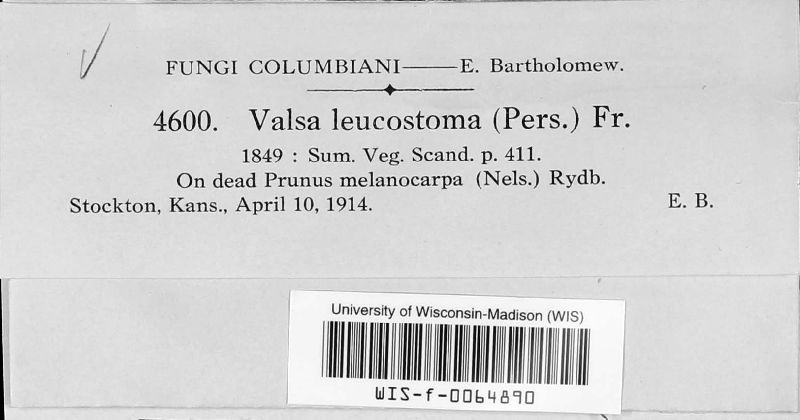 FUNGI COLUMBIANI——E. Bartholomew.
4600. Valsa leucostoma (Pers.) Fr.
1849 : Sum. Veg. Scand. p. 411.
On dead Prunus melanocarpa (Nels.) Rydb.
Stockton, Kans., April 10, 1914. E. B.
University of Wisconsin-Madison (WIS)
WIS-f-0064890